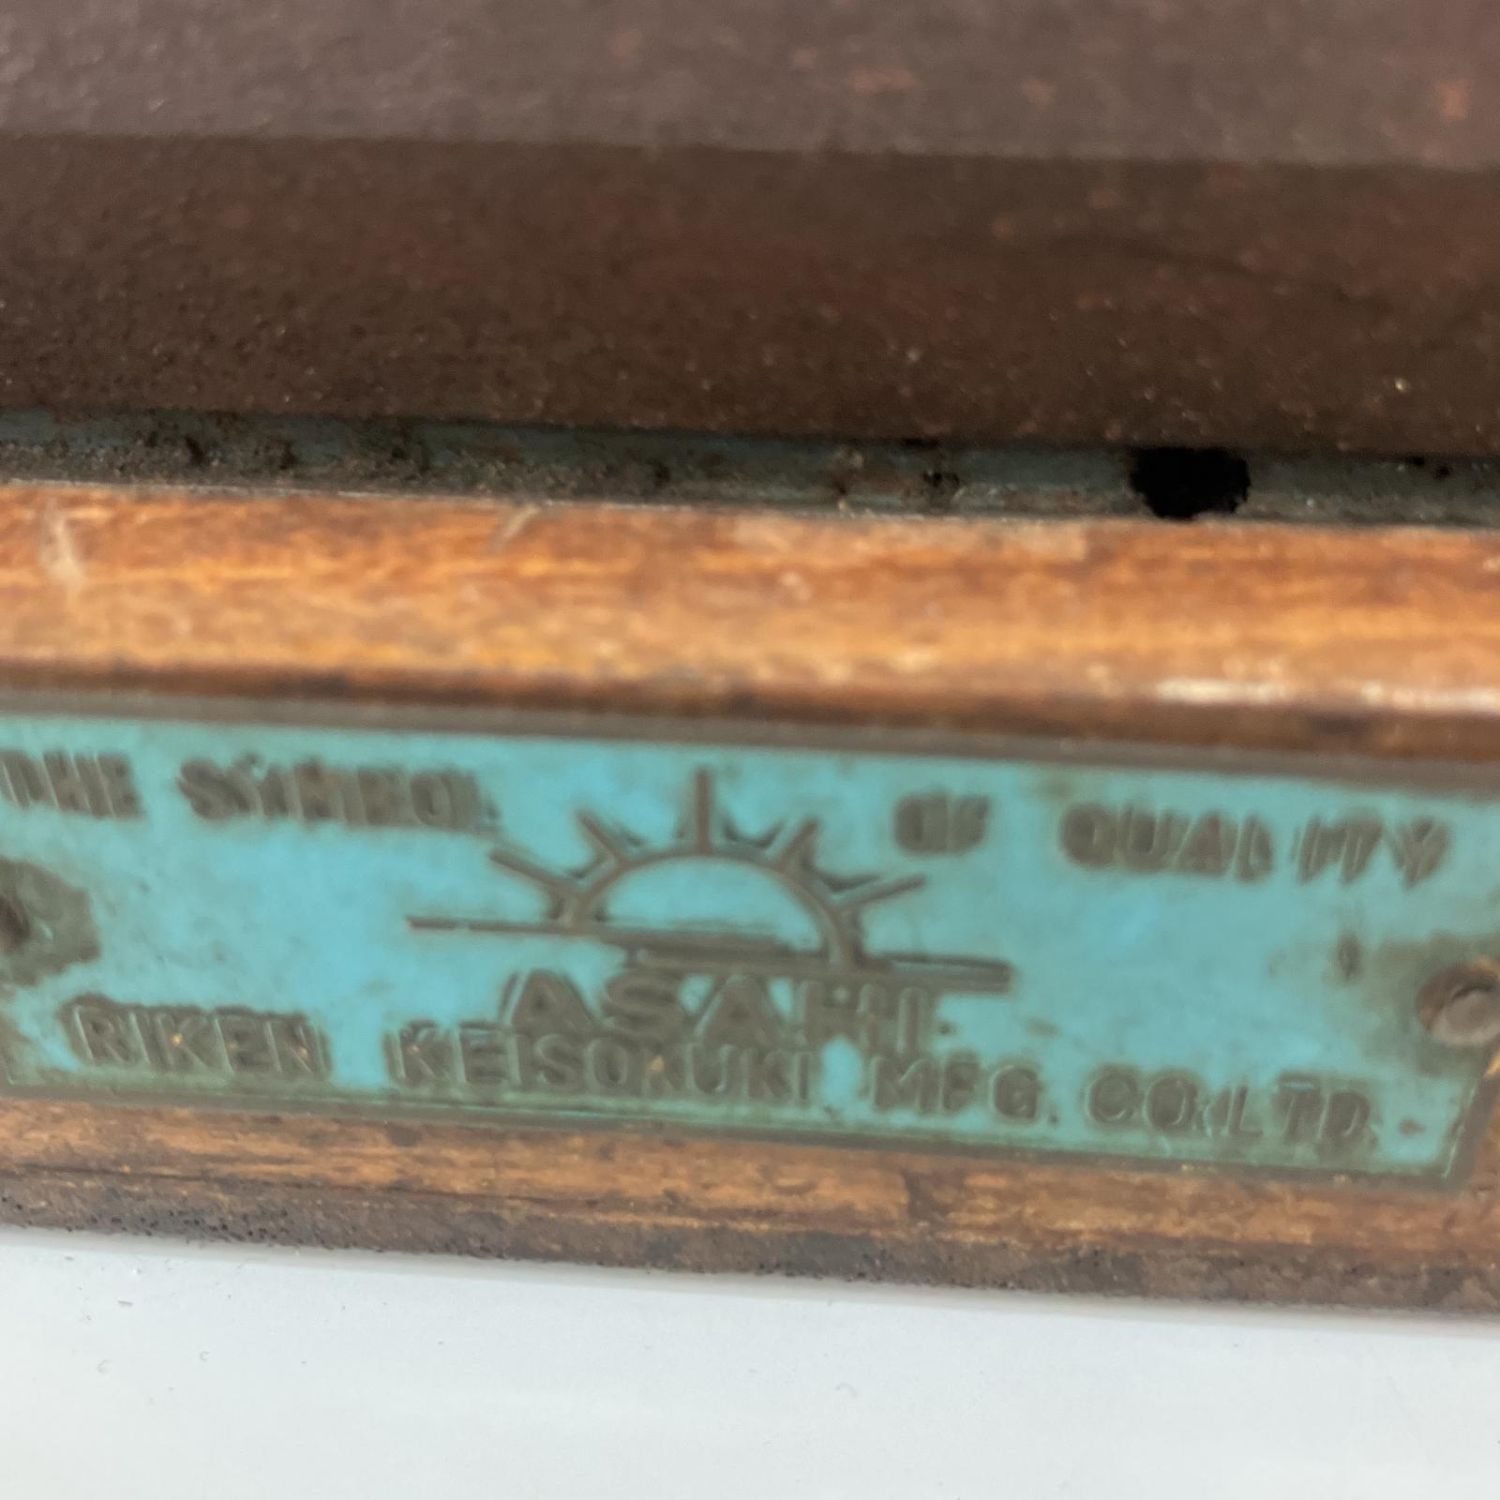 THE SYMBOL OF QUALITY
ASAHI
RIKEN KEISOKUKI MFG. CO. LTD.